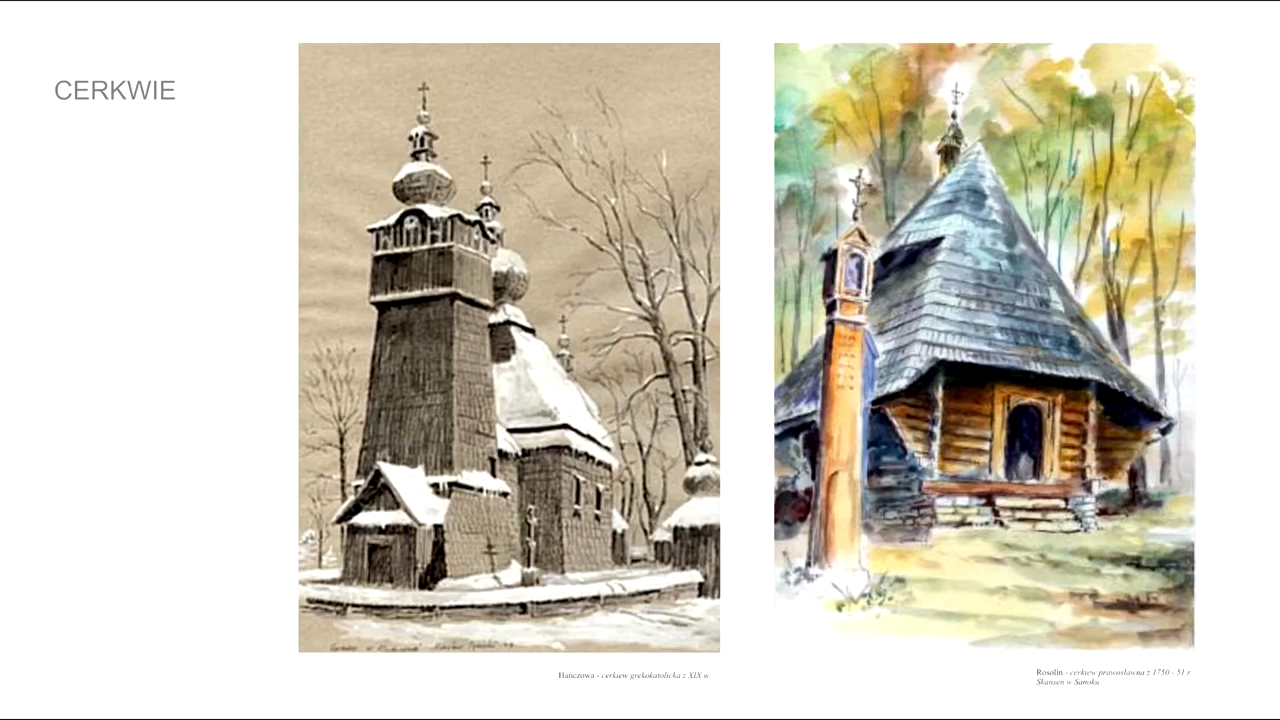 CERKWIE
Hańczowa - cerkiew grekokatolicka z XIX w.
Rosolin - cerkiew prawosławna z 1750 - 51 r.
Skansen w Sanoku